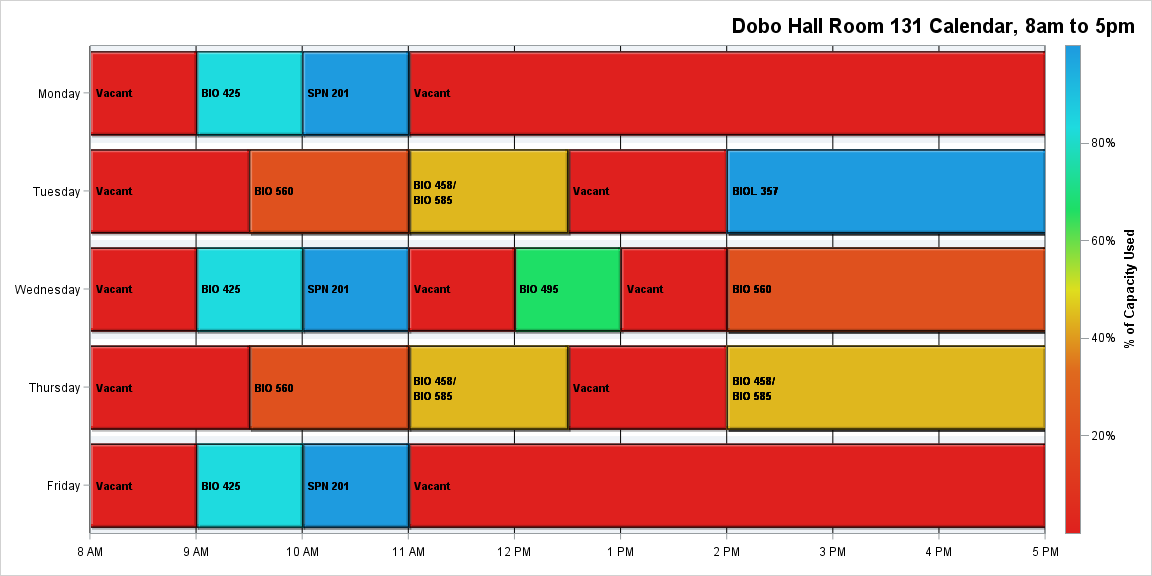 Dobo Hall Room 131 Calendar, 8am to 5pm
Monday
Vacant
BIO 425
SPN 201
Vacant
Tuesday
Vacant
BIO 560
BIO 458/
BIO 585
Vacant
BIOL 357
Wednesday
Vacant
BIO 425
SPN 201
Vacant
BIO 495
Vacant
BIO 560
Thursday
Vacant
BIO 560
BIO 458/
BIO 585
Vacant
BIO 458/
BIO 585
Friday
Vacant
BIO 425
SPN 201
Vacant
8 AM
9 AM
10 AM
11 AM
12 PM
1 PM
2 PM
3 PM
4 PM
5 PM
80%
60%
40%
20%
% of Capacity Used